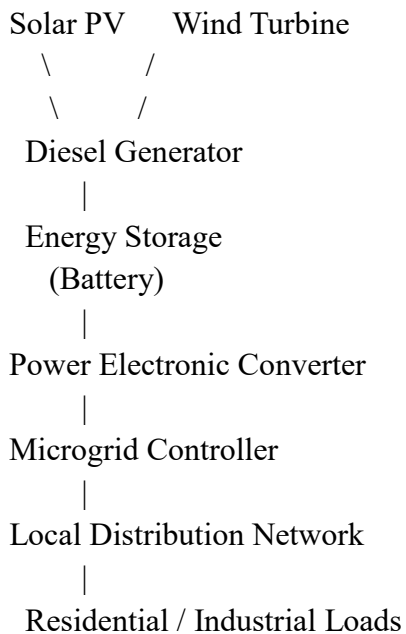 Solar PV Wind Turbine
\ /
\ /
Diesel Generator
|
Energy Storage
(Battery)
|
Power Electronic Converter
|
Microgrid Controller
|
Local Distribution Network
|
Residential / Industrial Loads